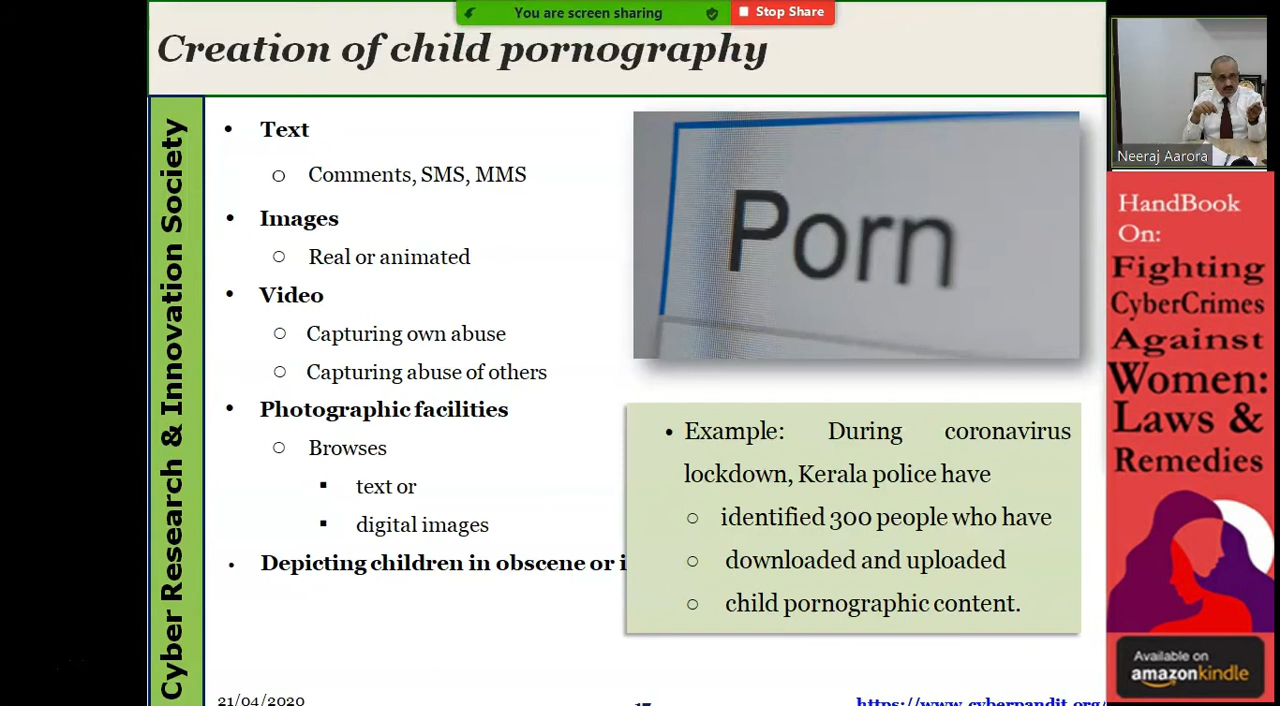 You are screen sharing
Stop Share
Creation of child pornography
Cyber Research & Innovation Society
• Text
o Comments, SMS, MMS
• Images
o Real or animated
• Video
o Capturing own abuse
o Capturing abuse of others
• Photographic facilities
o Browses
▪ text or
▪ digital images
• Depicting children in obscene or i
Porn
• Example: During coronavirus
lockdown, Kerala police have
o identified 300 people who have
o downloaded and uploaded
o child pornographic content.
21/04/2020
17
https://www.cyberpandit.org/
Neeraj Aarora
HandBook
On:
Fighting
CyberCrimes
Against
Women:
Laws &
Remedies
Available on
amazonkindle